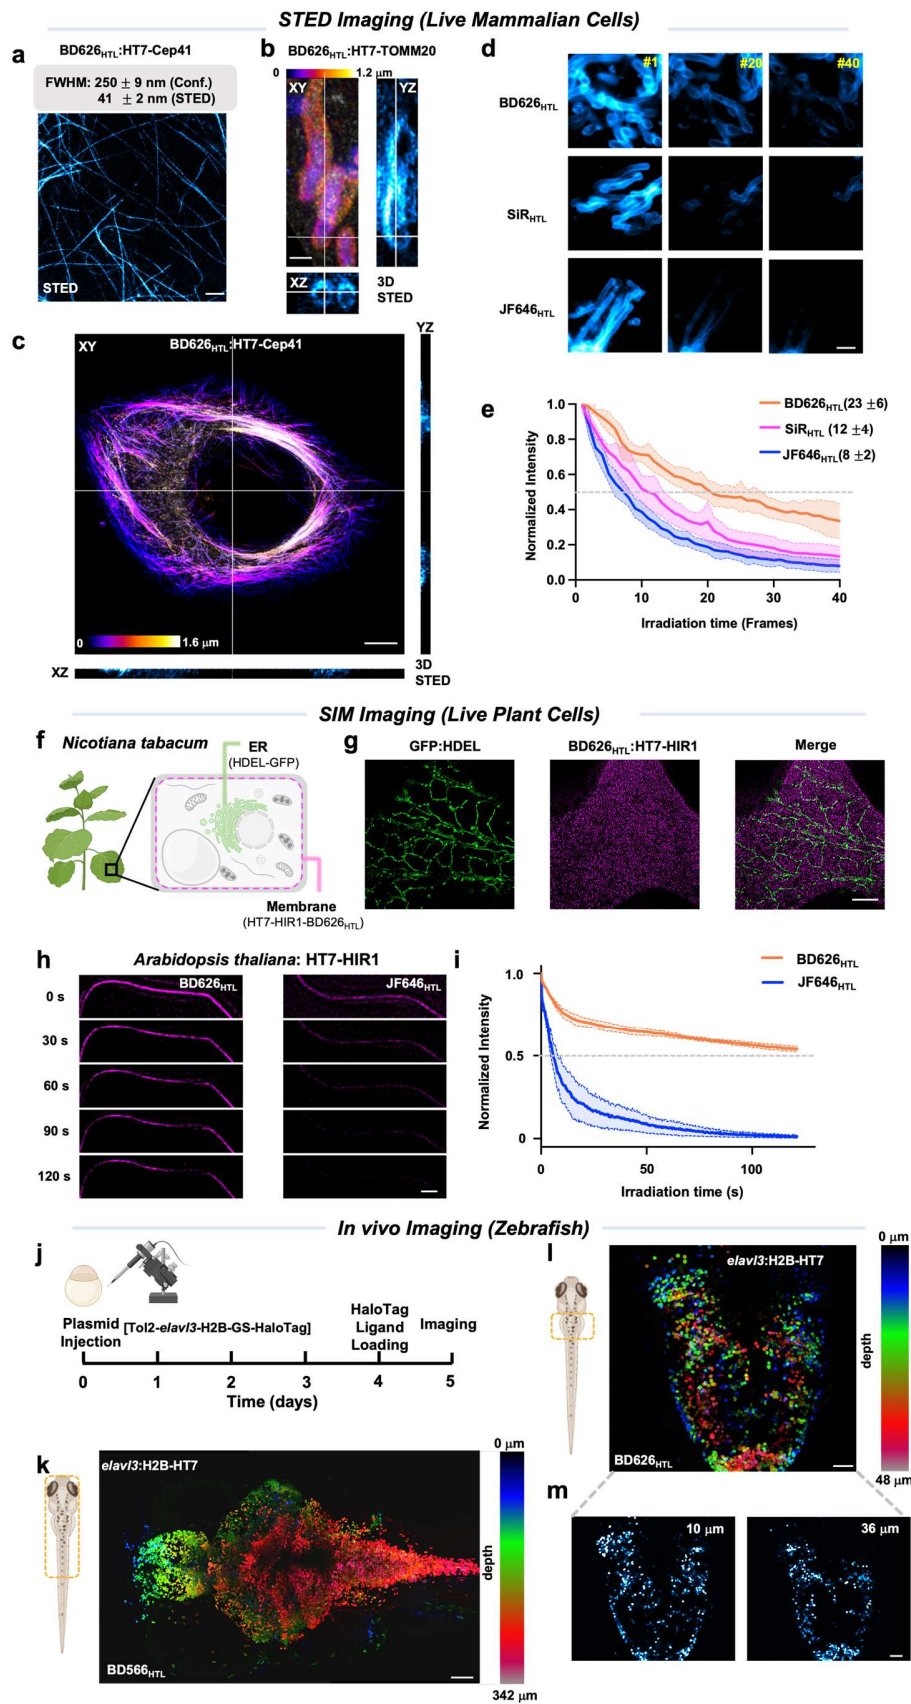 STED Imaging (Live Mammalian Cells)
a
BD626HTL:HT7-Cep41
FWHM: 250 ± 9 nm (Conf.)
41 ± 2 nm (STED)
STED
b
BD626HTL:HT7-TOMM20
0
1.2 µm
XY
YZ
XZ
3D
STED
d
#1
#20
#40
BD626HTL
SiRHTL
JF646HTL
c
XY
BD626HTL:HT7-Cep41
YZ
0
1.6 µm
XZ
3D
STED
e
BD626HTL(23 ±6)
SiRHTL (12 ±4)
JF646HTL(8 ±2)
Normalized Intensity
1.0
0.8
0.6
0.4
0.2
0.0
0
10
20
30
40
Irradiation time (Frames)
SIM Imaging (Live Plant Cells)
f
Nicotiana tabacum
ER
(HDEL-GFP)
Membrane
(HT7-HIR1-BD626HTL)
g
GFP:HDEL
BD626HTL:HT7-HIR1
Merge
h
Arabidopsis thaliana: HT7-HIR1
BD626HTL
JF646HTL
0 s
30 s
60 s
90 s
120 s
i
BD626HTL
JF646HTL
Normalized Intensity
1.0
0.5
0
0
50
100
Irradiation time (s)
In vivo Imaging (Zebrafish)
j
Plasmid
Injection
[Tol2-elavl3-H2B-GS-HaloTag]
HaloTag
Ligand
Loading
Imaging
0
1
2
3
4
5
Time (days)
k
elavl3:H2B-HT7
BD566HTL
0 µm
depth
342 µm
l
elavl3:H2B-HT7
BD626HTL
0 µm
depth
48 µm
m
10 µm
36 µm